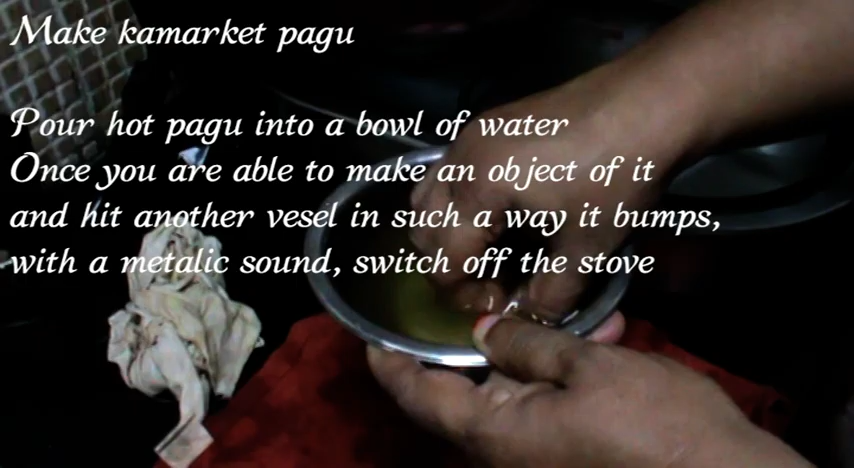 Make kamarket pagu
Pour hot pagu into a bowl of water
Once you are able to make an object of it
and hit another vesel in such a way it bumps,
with a metalic sound, switch off the stove